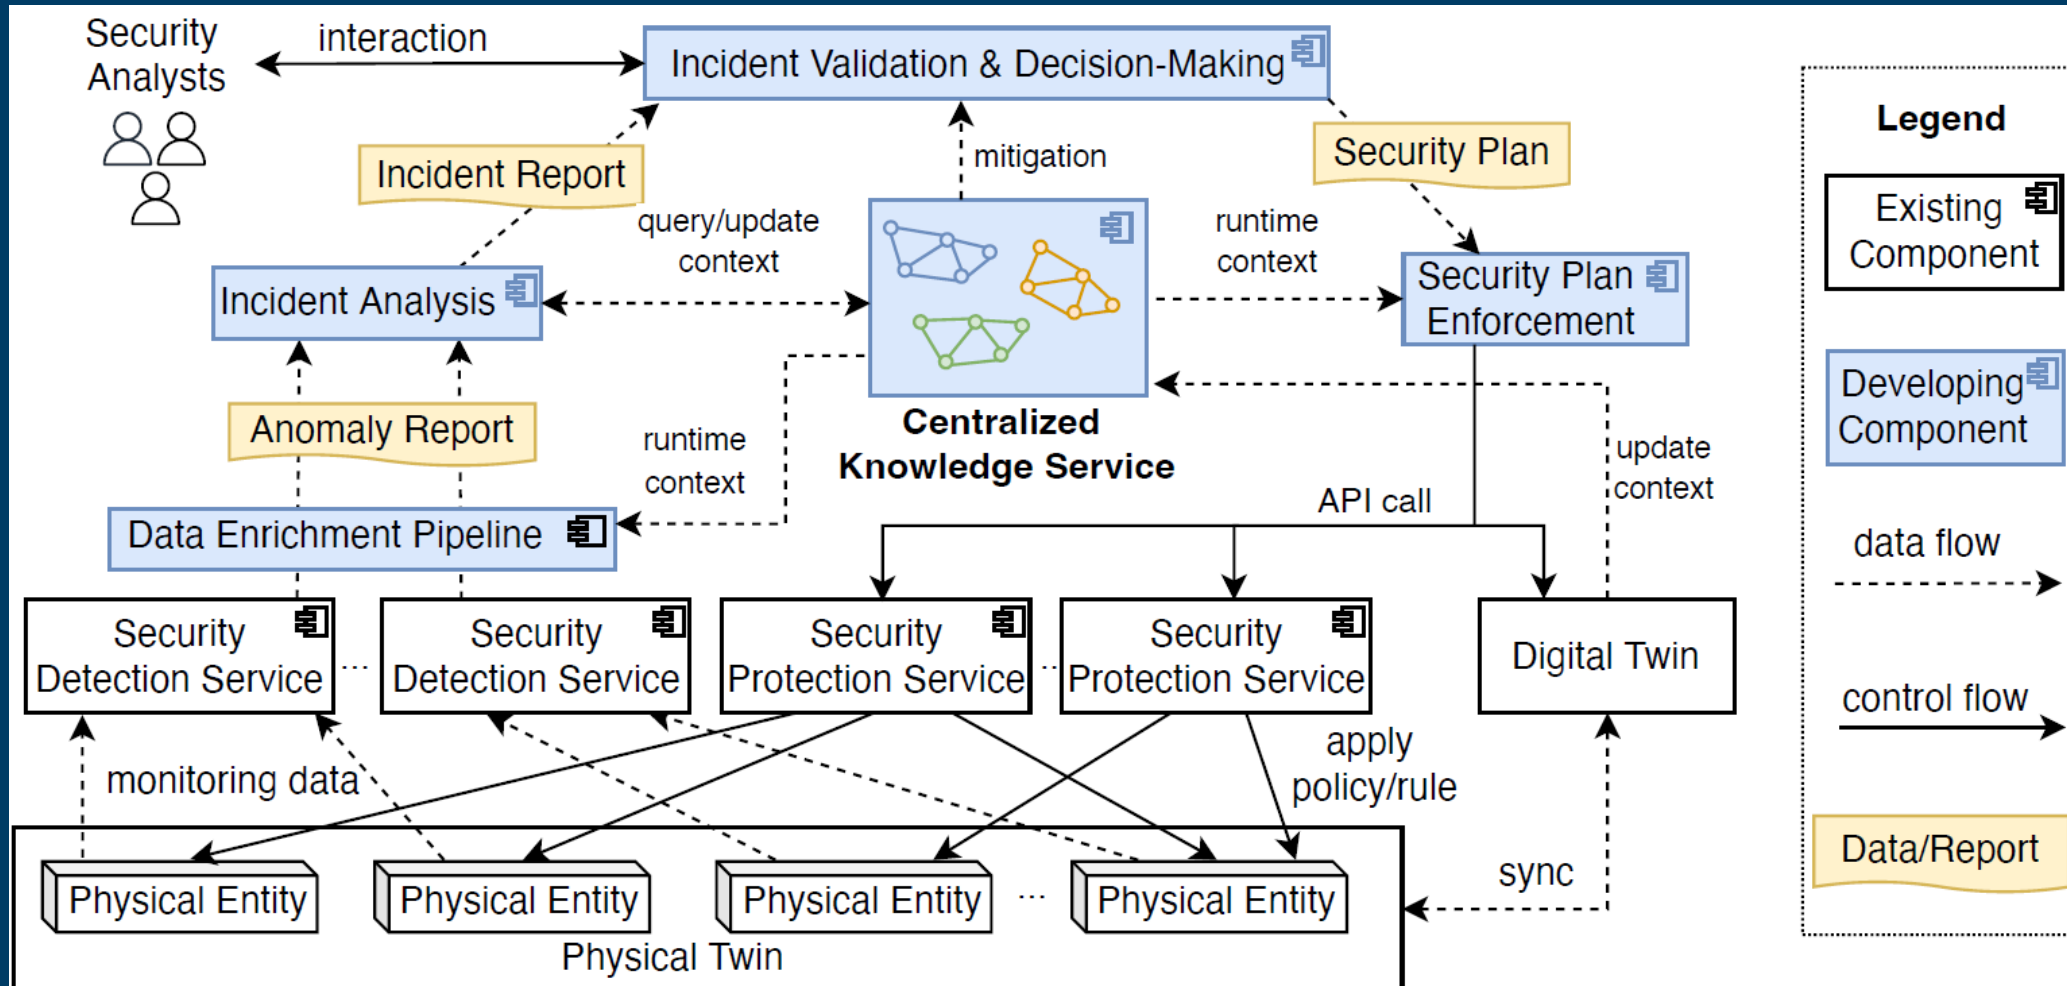 Security
Analysts
interaction
Incident Validation & Decision-Making
Incident Report
mitigation
Security Plan
query/update
context
runtime
context
Incident Analysis
Security Plan
Enforcement
Anomaly Report
runtime
context
Centralized
Knowledge Service
update
context
API call
Data Enrichment Pipeline
Security
Detection Service
...
Security
Detection Service
Security
Protection Service
..
Security
Protection Service
Digital Twin
monitoring data
apply
policy/rule
sync
Physical Entity
Physical Entity
Physical Entity
...
Physical Entity
Physical Twin
Legend
Existing
Component
Developing
Component
data flow
control flow
Data/Report